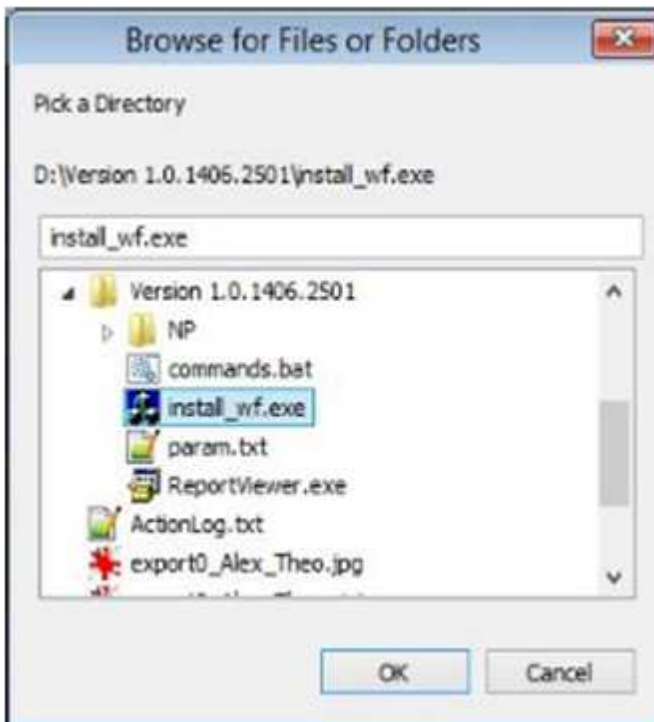 Browse for Files or Folders
Pick a Directory
D:\Version 1.0.1406.2501\install_wf.exe
install_wf.exe
Version 1.0.1406.2501
NP
commands.bat
install_wf.exe
param.txt
ReportViewer.exe
ActionLog.txt
export0_Alex_Theo.jpg
OK Cancel